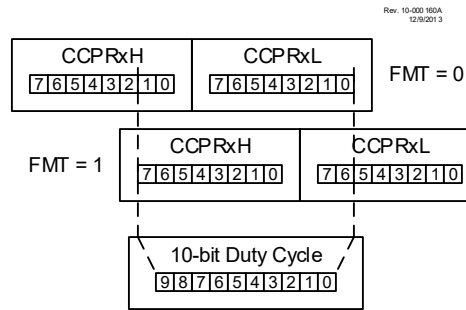 Rev. 10-000 160A
12/9/201 3
CCPRxH CCPRxL
7 6 5 4 3 2 1 0 7 6 5 4 3 2 1 0
FMT = 0
CCPRxH CCPRxL
FMT = 1
7 6 5 4 3 2 1 0 7 6 5 4 3 2 1 0
10-bit Duty Cycle
9 8 7 6 5 4 3 2 1 0